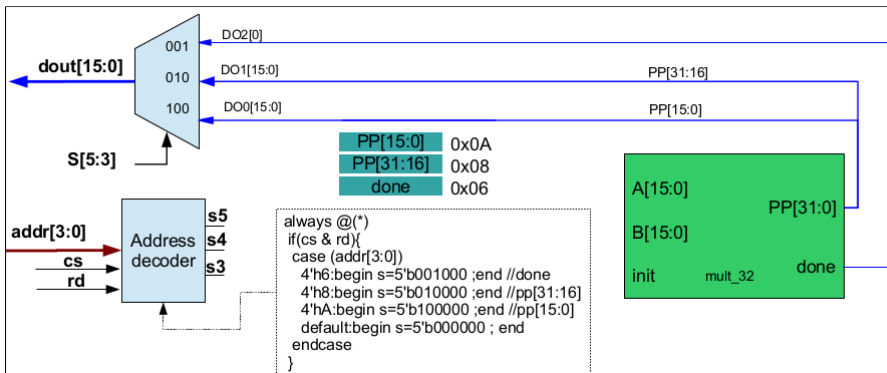 001
DO2[0]
dout[15:0]
010
DO1[15:0]
PP[31:16]
100
DO0[15:0]
PP[15:0]
S[5:3]
PP[15:0] 0x0A
PP[31:16] 0x08
done 0x06
A[15:0]
PP[31:0]
B[15:0]
init
mult_32
done
addr[3:0]
cs
rd
Address
decoder
s5
s4
s3
always @(*)
if(cs & rd){
case (addr[3:0])
4'h6:begin s=5'b001000 ;end //done
4'h8:begin s=5'b010000 ;end //pp[31:16]
4'hA:begin s=5'b100000 ;end //pp[15:0]
default:begin s=5'b000000 ; end
endcase
}